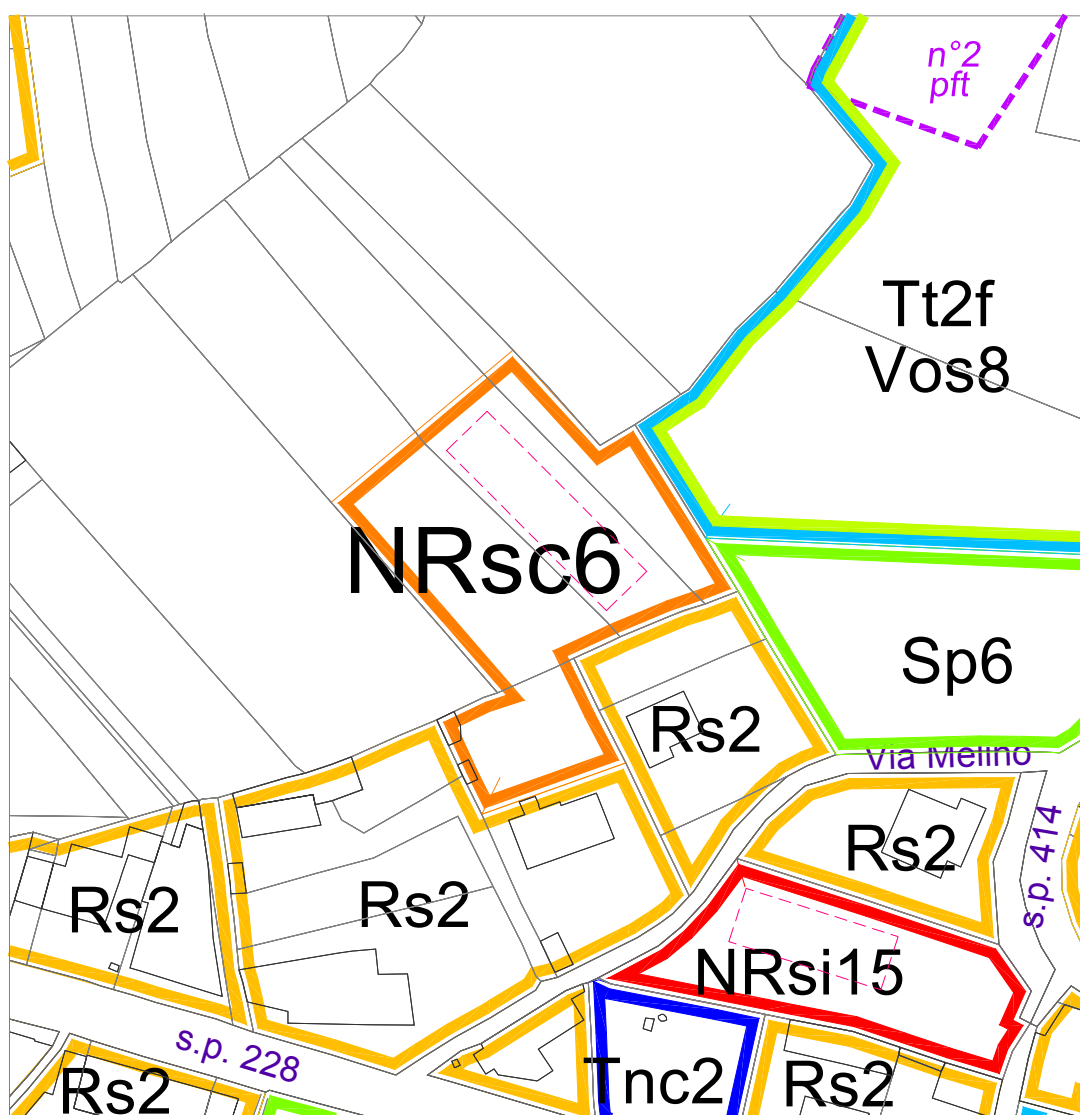 n°2
pft
Tt2f
Vos8
NRsc6
Sp6
Rs2
Via Melino
Rs2
s.p. 414
Rs2
Rs2
NRsi15
s.p. 228
Rs2
Tnc2
Rs2